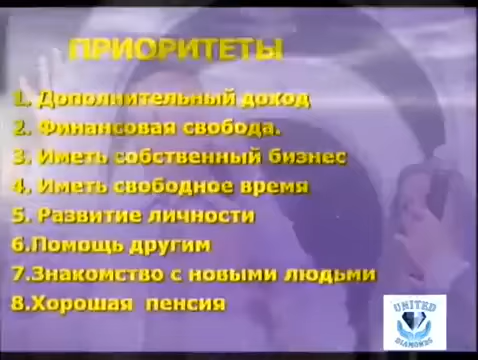 ПРИОРИТЕТЫ
1. Дополнительный доход
2. Финансовая свобода.
3. Иметь собственный бизнес
4. Иметь свободное время
5. Развитие личности
6.Помощь другим
7.Знакомство с новыми людьми
8.Хорошая пенсия
UNITED
DIAMONDS